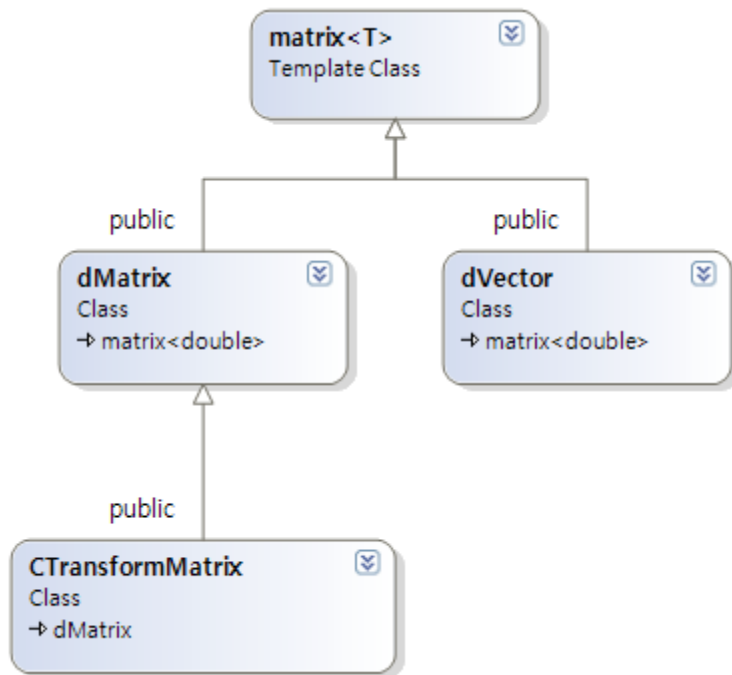 matrix<T>
Template Class
public
public
dMatrix
Class
matrix<double>
dVector
Class
matrix<double>
public
CTransformMatrix
Class
dMatrix